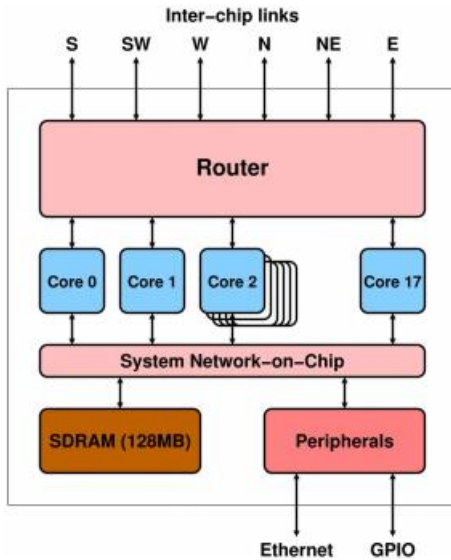 Inter-chip links
S SW W N NE E
Router
Core 0 Core 1 Core 2 Core 17
System Network-on-Chip
SDRAM (128MB) Peripherals
Ethernet GPIO